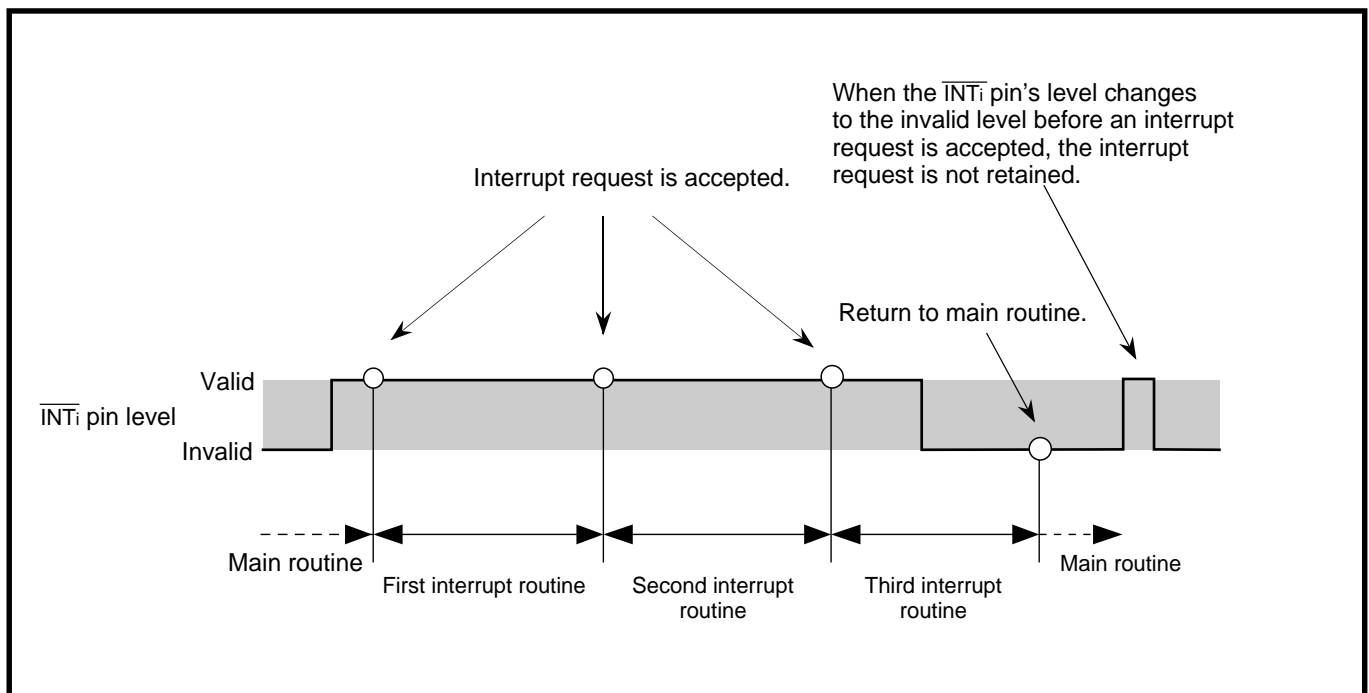 When the INTi pin's level changes
to the invalid level before an interrupt
request is accepted, the interrupt
request is not retained.
Interrupt request is accepted.
Return to main routine.
Valid
INTi pin level
Invalid
Main routine
First interrupt routine
Second interrupt
routine
Third interrupt
routine
Main routine